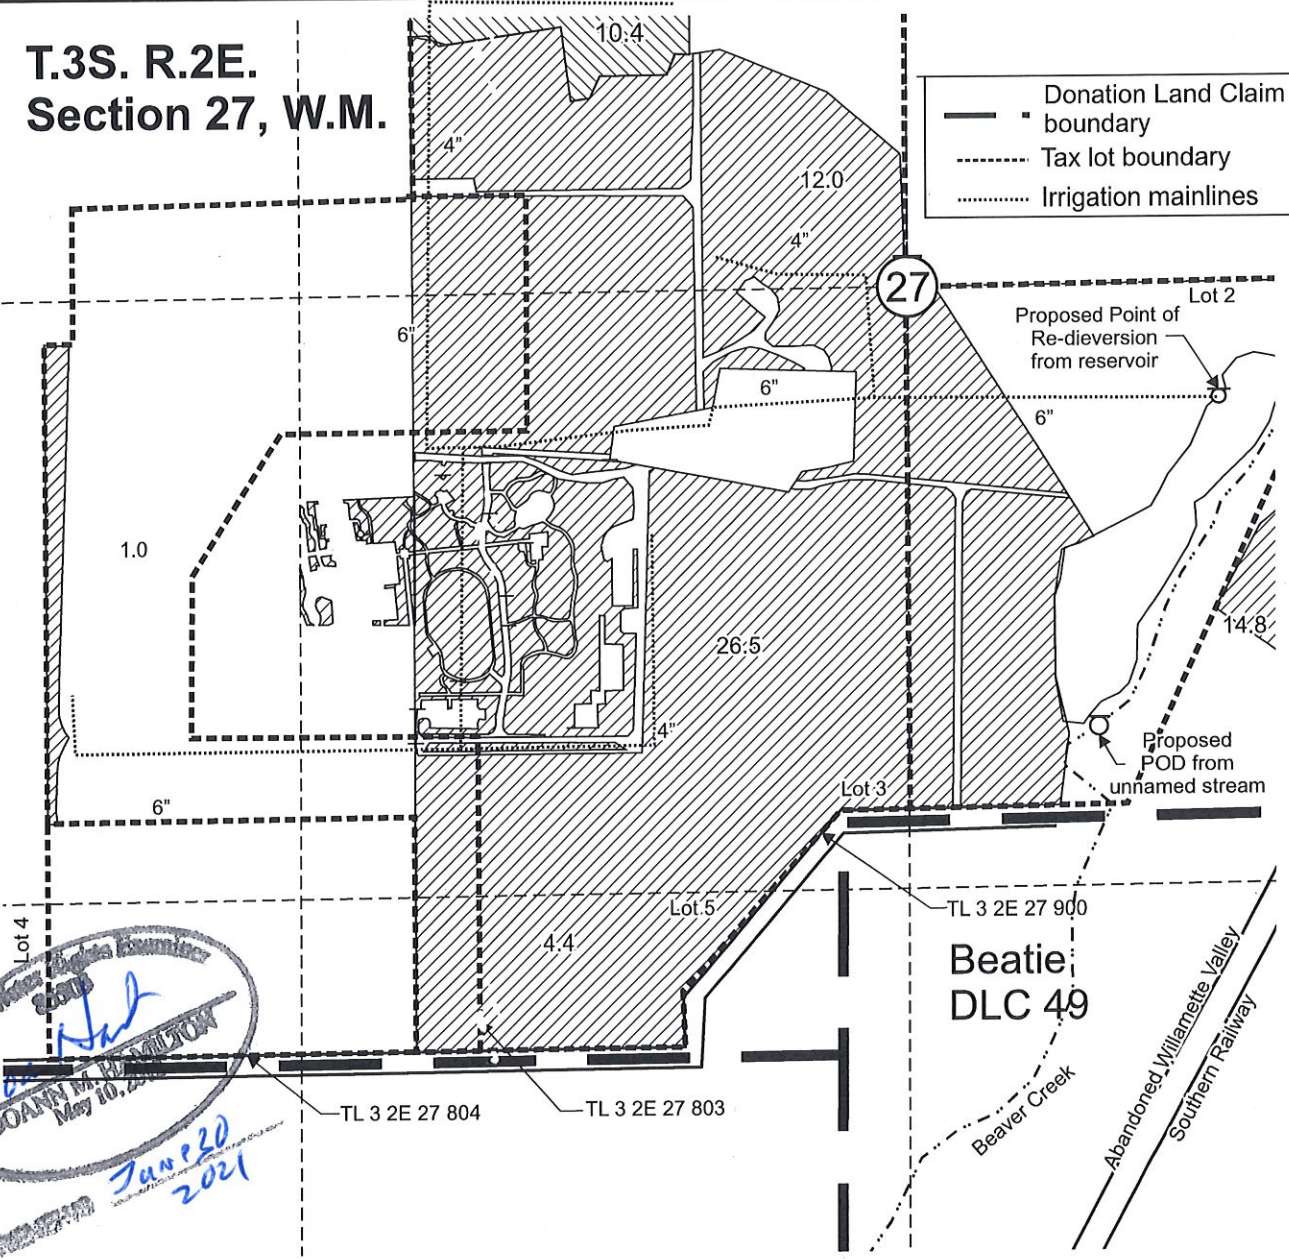 T.3S. R.2E.
Section 27, W.M.
Donation Land Claim
boundary
Tax lot boundary
Irrigation mainlines
10.4
4"
12.0
4"
27
Lot 2
Proposed Point of
Re-dieversion
from reservoir
6"
6"
6"
1.0
26.5
14.8
4"
Proposed
POD from
unnamed stream
6"
Lot 3
Lot 5
TL 3 2E 27 900
Lot 4
4.4
Beatie
DLC 49
Rights Examiner
JOANN M. HAMILTON
May 10,
TL 3 2E 27 804
TL 3 2E 27 803
June 30
2021
Beaver Creek
Abandoned Willamette Valley
Southern Railway